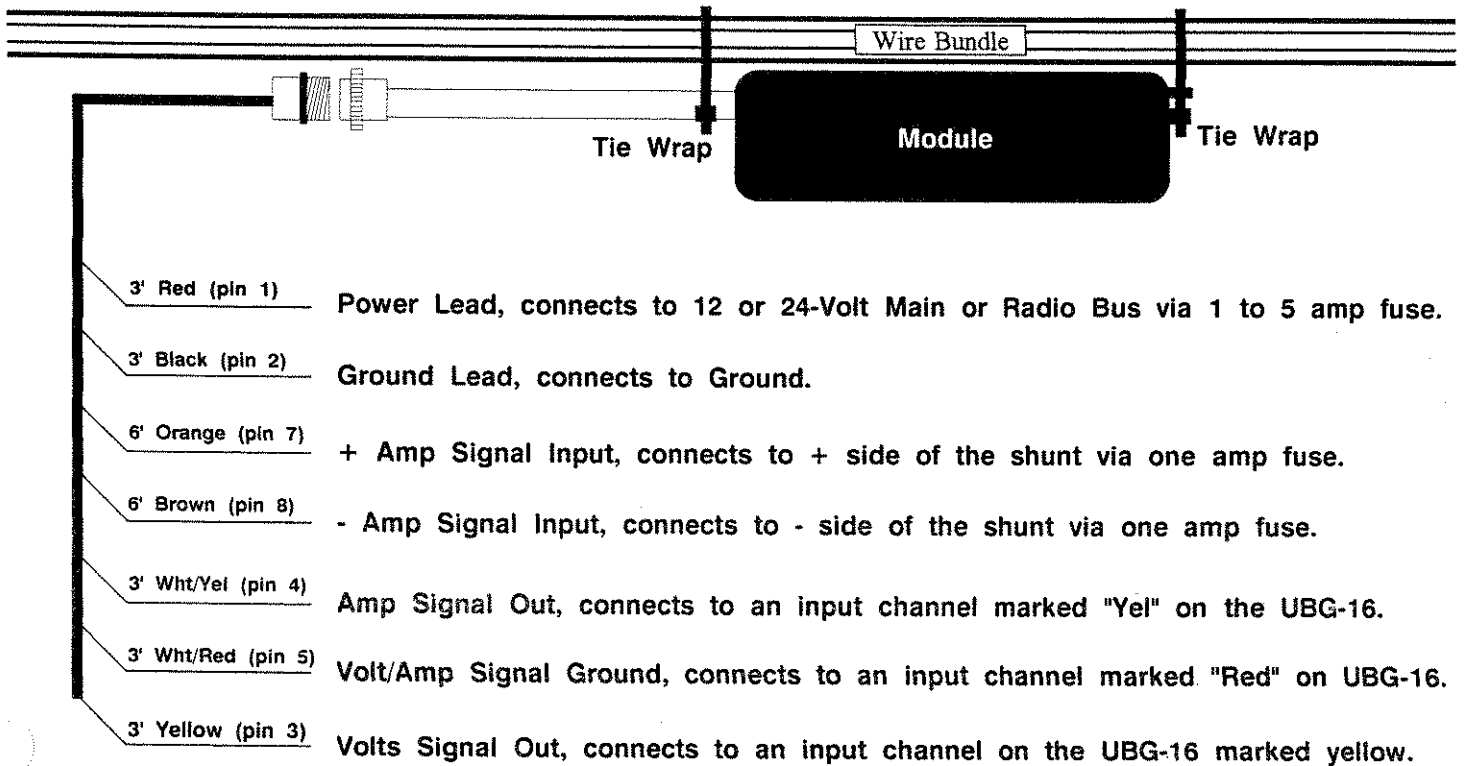 Wire Bundle
Tie Wrap
Module
Tie Wrap
3' Red (pin 1)
Power Lead, connects to 12 or 24-Volt Main or Radio Bus via 1 to 5 amp fuse.
3' Black (pin 2)
Ground Lead, connects to Ground.
6' Orange (pin 7)
+ Amp Signal Input, connects to + side of the shunt via one amp fuse.
6' Brown (pin 8)
- Amp Signal Input, connects to - side of the shunt via one amp fuse.
3' Wht/Yel (pin 4)
Amp Signal Out, connects to an input channel marked "Yel" on the UBG-16.
3' Wht/Red (pin 5)
Volt/Amp Signal Ground, connects to an input channel marked "Red" on UBG-16.
3' Yellow (pin 3)
Volts Signal Out, connects to an input channel on the UBG-16 marked yellow.